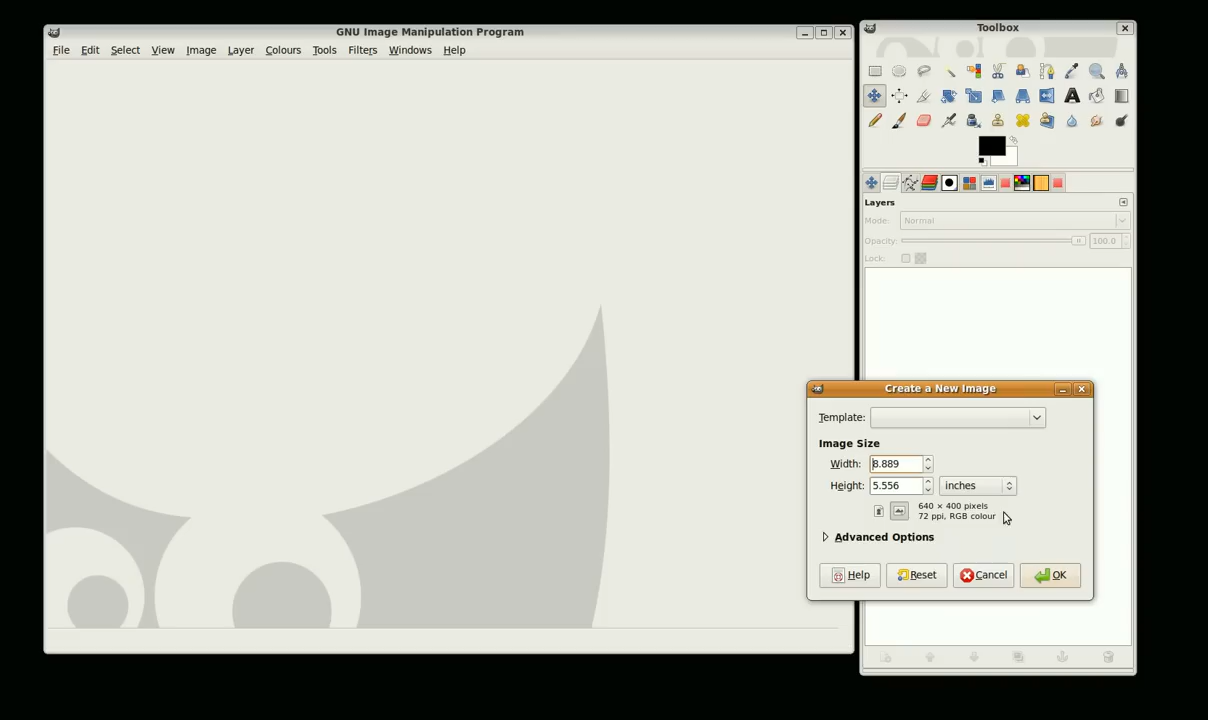 GNU Image Manipulation Program
File Edit Select View Image Layer Colours Tools Filters Windows Help
Toolbox
Layers
Mode: Normal
Opacity: 100.0
Lock:
Create a New Image
Template:
Image Size
Width: 8.889
Height: 5.556 inches
640 × 400 pixels
72 ppi, RGB colour
Advanced Options
Help Reset Cancel OK